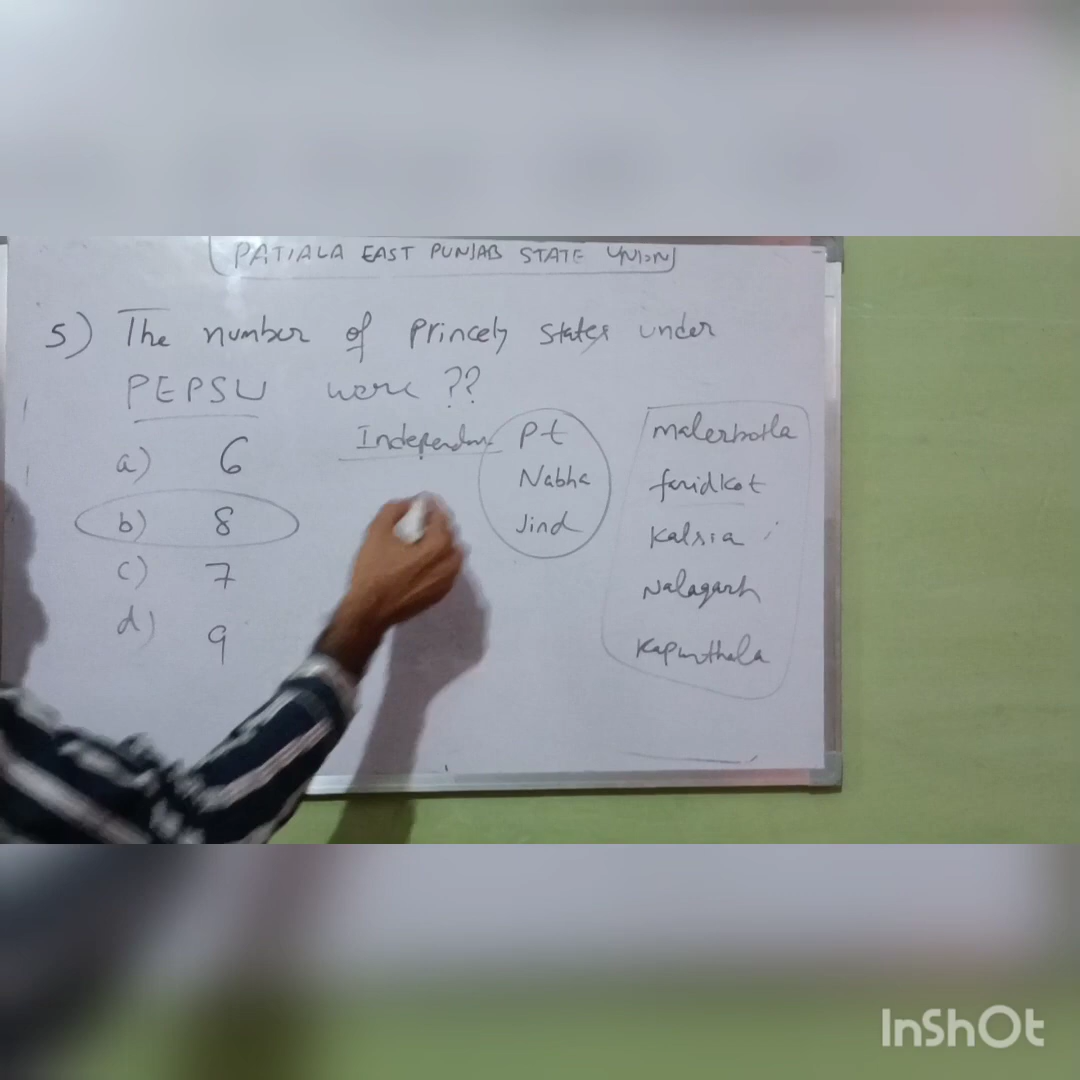 PATIALA EAST PUNJAB STATE UNION
5) The number of Princely states under
PEPSU were ??
a) 6
b) 8
c) 7
d) 9
Independan
Pt
Nabha
Jind
Malerkotla
faridkot
Kalsia
Nalagarh
Kapurthala
InShOt